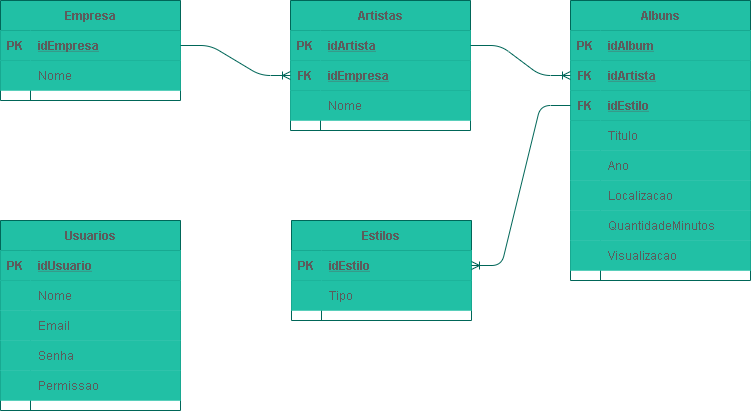 Empresa
PK idEmpresa
Nome
Artistas
PK idArtista
FK idEmpresa
Nome
Albuns
PK idAlbum
FK idArtista
FK idEstilo
Titulo
Ano
Localizacao
QuantidadeMinutos
Visualizacao
Usuarios
PK idUsuario
Nome
Email
Senha
Permissao
Estilos
PK idEstilo
Tipo